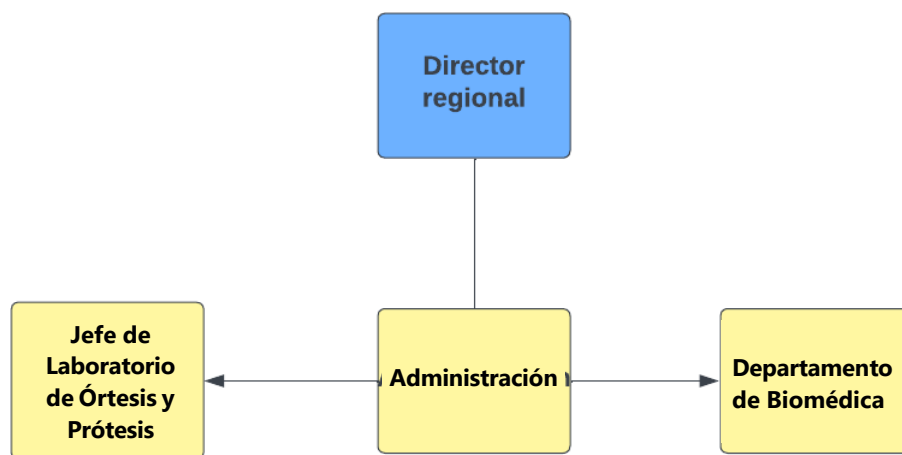 Director
regional
Jefe de
Laboratorio
de Órtesis y
Prótesis
Administración
Departamento
de Biomédica